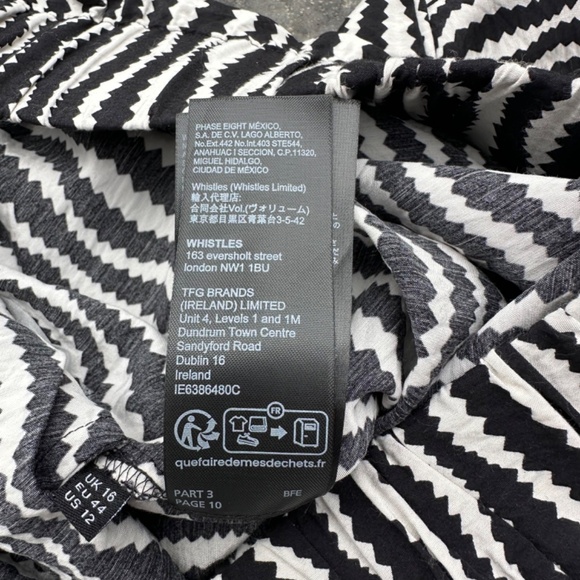 PHASE EIGHT MÉXICO,
S.A. DE C.V. LAGO ALBERTO,
No.Ext.442 No.Int.403 STE544,
ANAHUAC I SECCION, C.P.11320,
MIGUEL HIDALGO,
CIUDAD DE MÉXICO
Whistles (Whistles Limited)
輸入代理店:
合同会社Vol.(ヴォリューム)
東京都目黒区青葉台3-5-42
WHISTLES
163 eversholt street
london NW1 1BU
TFG BRANDS
(IRELAND) LIMITED
Unit 4, Levels 1 and 1M
Dundrum Town Centre
Sandyford Road
Dublin 16
Ireland
IE6386480C
FR
quefairedemesdechets.fr
PART 3 BFE
PAGE 10
UK 16
EU 44
US 12